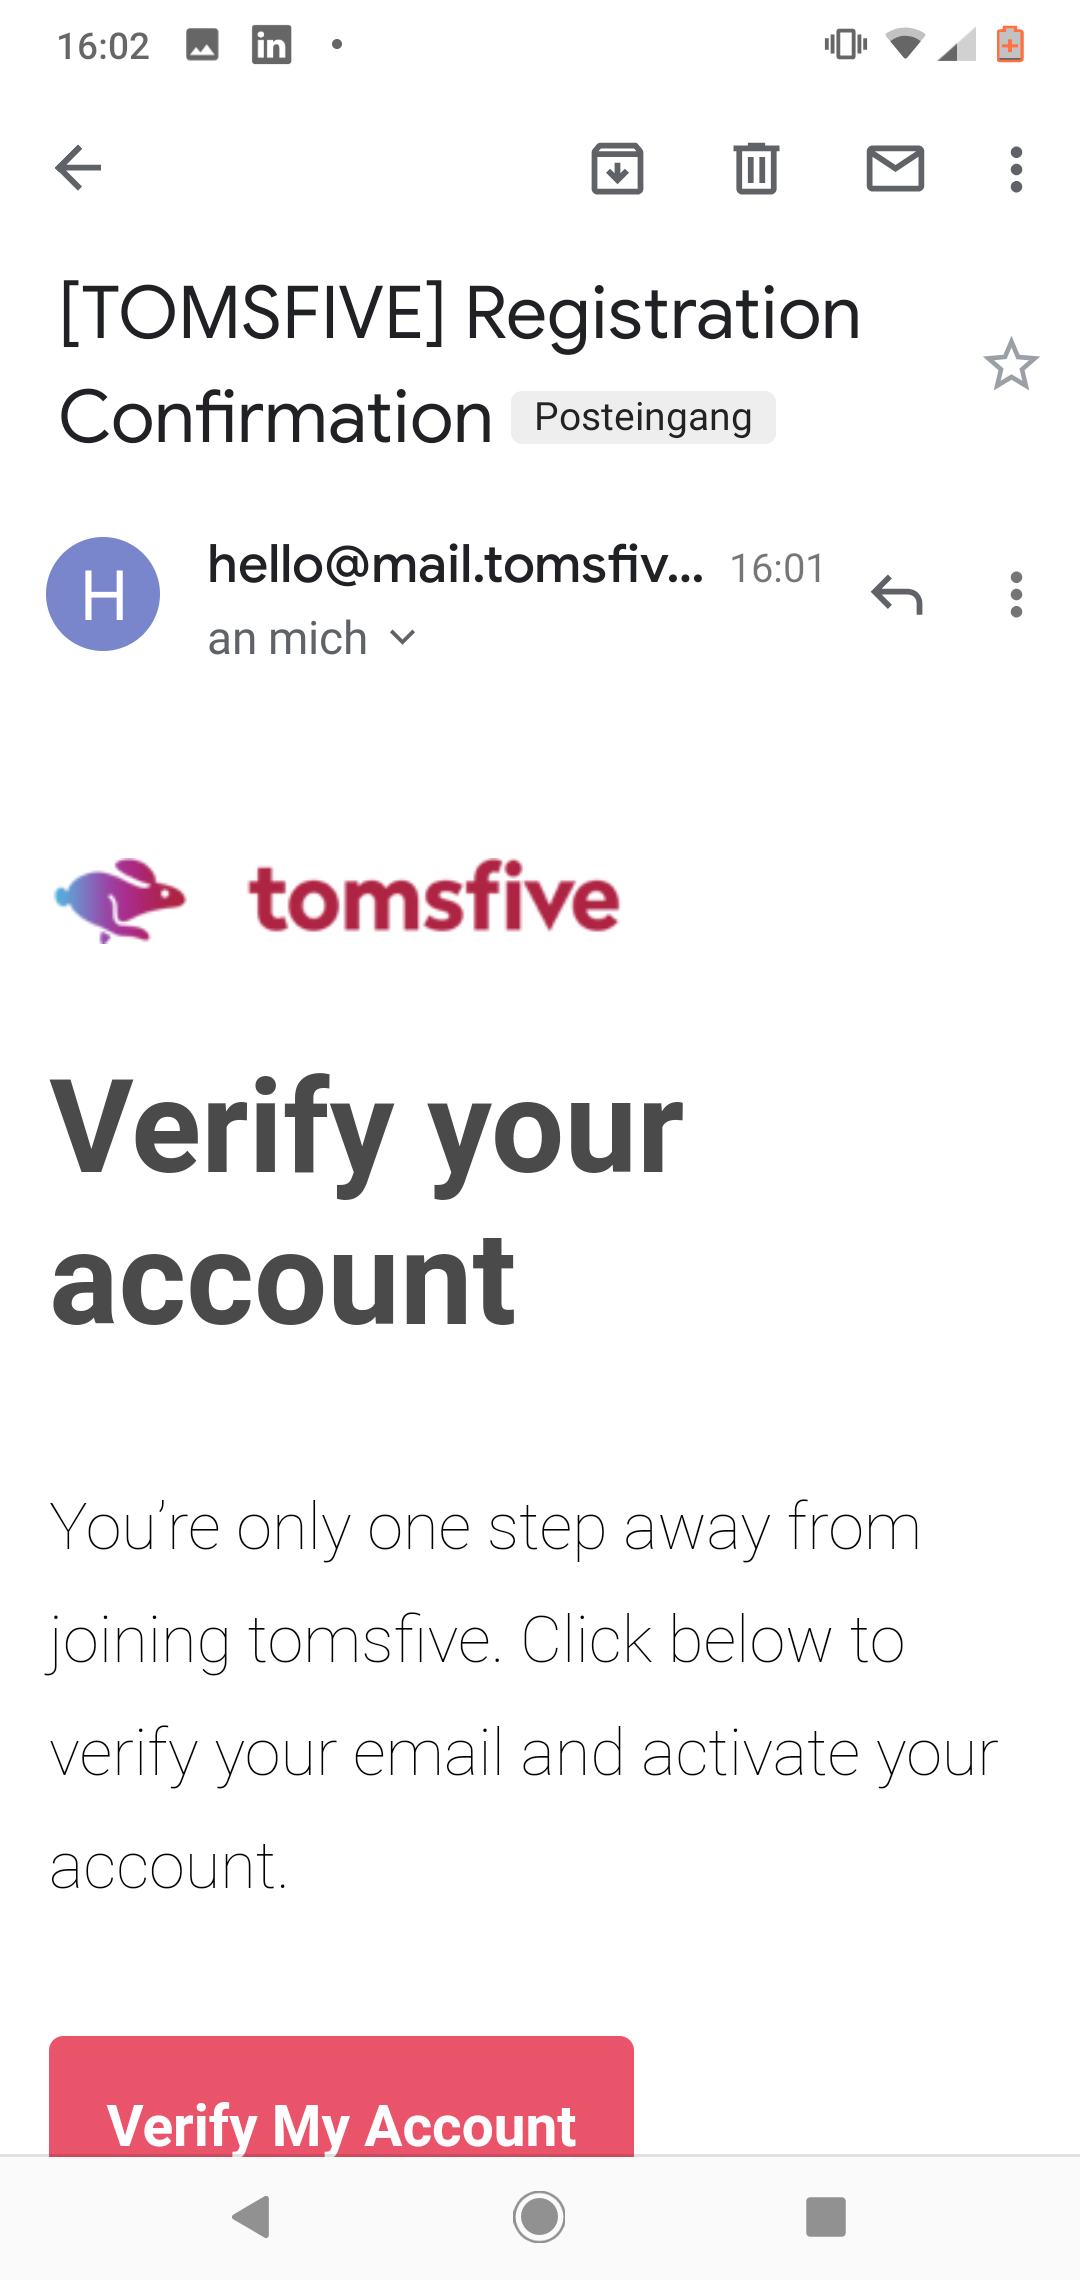 16:02
[TOMSFIVE] Registration
Confirmation Posteingang
H
hello@mail.tomsfiv... 16:01
an mich
tomsfive
Verify your
account
You’re only one step away from
joining tomsfive. Click below to
verify your email and activate your
account.
Verify My Account